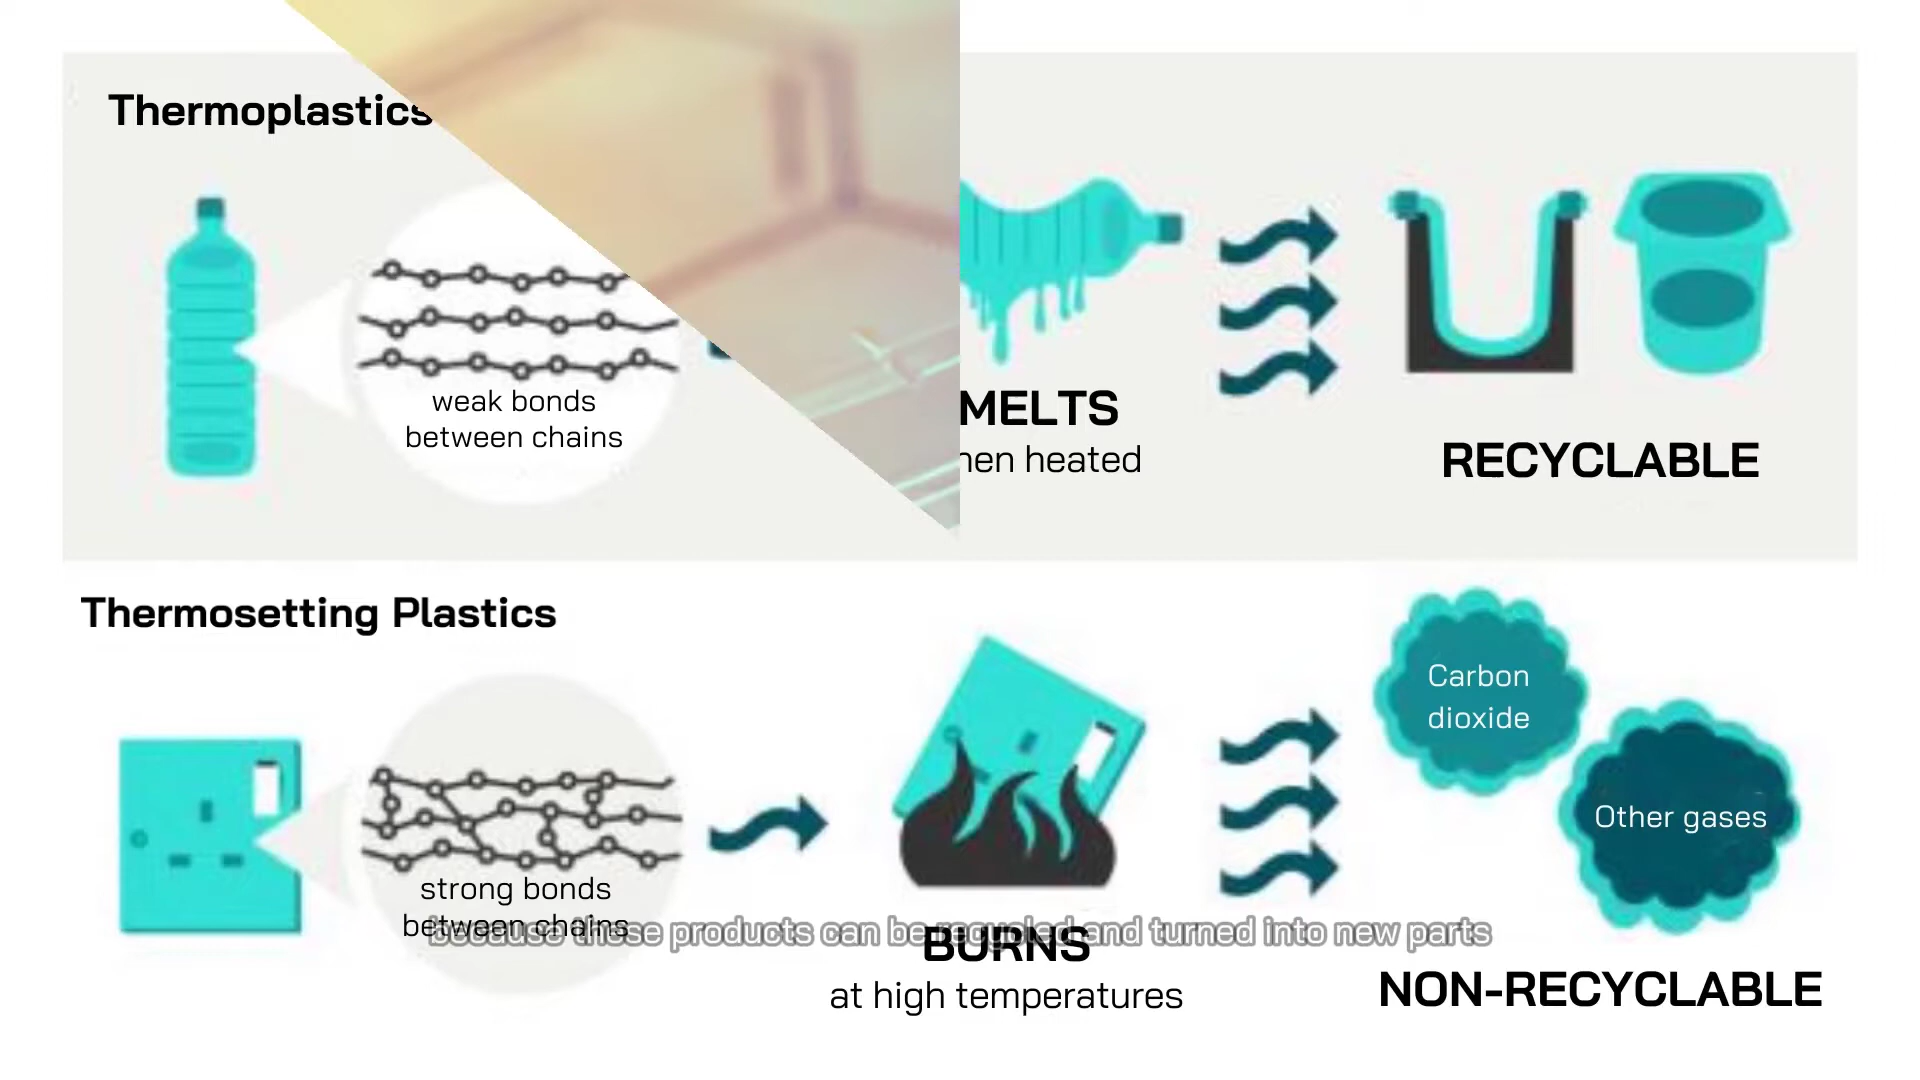 Thermoplastics
weak bonds
between chains
MELTS
hen heated
RECYCLABLE
Thermosetting Plastics
strong bonds
between chains
BURNS
at high temperatures
Carbon
dioxide
Other gases
NON-RECYCLABLE
because these products can be recycled and turned into new parts